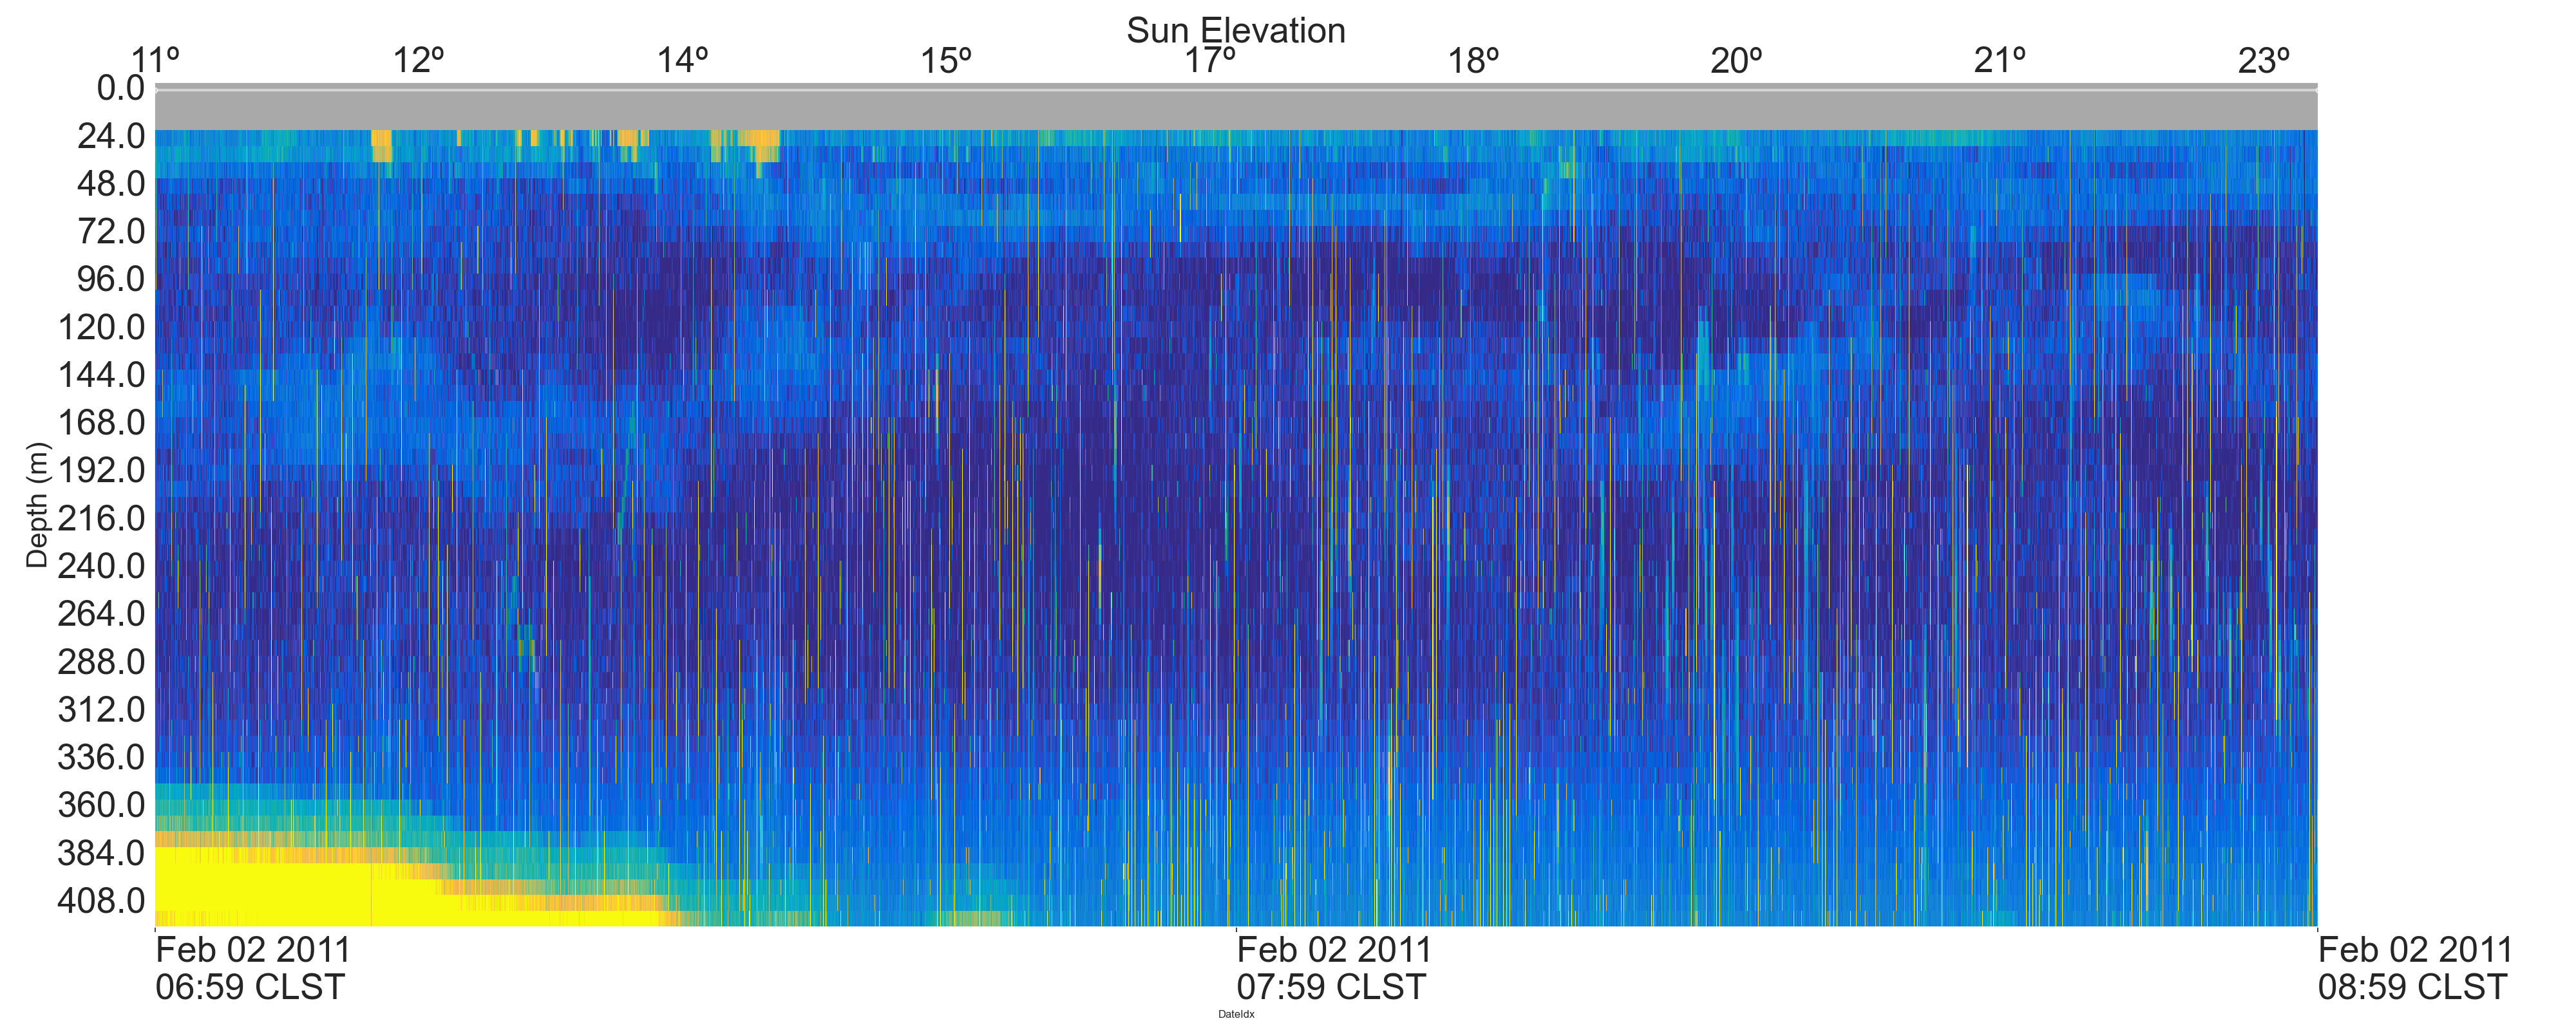 Sun Elevation
11º 12º 14º 15º 17º 18º 20º 21º 23º
0.0
24.0
48.0
72.0
96.0
120.0
144.0
168.0
192.0
216.0
240.0
264.0
288.0
312.0
336.0
360.0
384.0
408.0
Depth (m)
Feb 02 2011
06:59 CLST
Feb 02 2011
07:59 CLST
Feb 02 2011
08:59 CLST
DateIdx